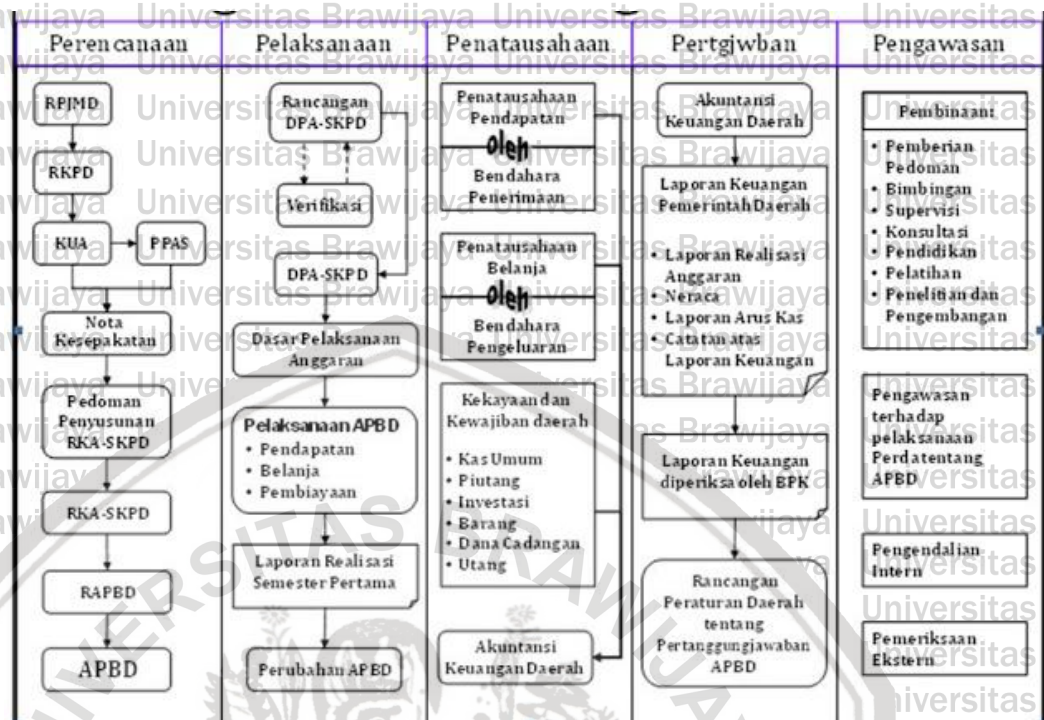 Perencanaan
RPJMD
RKPD
KUA
PPAS
Nota
Kesepakatan
Pedoman
Penyusunan
RKA-SKPD
RKA-SKPD
RAPBD
APBD
Pelaksanaan
Rancangan
DPA-SKPD
Verifikasi
DPA-SKPD
Dasar Pelaksanaan
Anggaran
Pelaksanaan APBD
• Pendapatan
• Belanja
• Pembiayaan
Laporan Realisasi
Semester Pertama
Perubahan APBD
Penatausahaan
Penatausahaan
Pendapatan
oleh
Bendahara
Penerimaan
Penatausahaan
Belanja
oleh
Bendahara
Pengeluaran
Kekayaan dan
Kewajiban daerah
• Kas Umum
• Piutang
• Investasi
• Barang
• Dana Cadangan
• Utang
Akuntansi
Keuangan Daerah
Pertgjwban
Akuntansi
Keuangan Daerah
Laporan Keuangan
Pemerintah Daerah
• Laporan Realisasi
Anggaran
• Neraca
• Laporan Arus Kas
• Catatan atas
Laporan Keuangan
Laporan Keuangan
diperiksa oleh BPK
Rancangan
Peraturan Daerah
tentang
Pertanggungjawaban
APBD
Pengawasan
Pembinaan:
• Pemberian
Pedoman
• Bimbingan
• Supervisi
• Konsultasi
• Pendidikan
• Pelatihan
• Penelitian dan
Pengembangan
Pengawasan
terhadap
pelaksanaan
Perda tentang
APBD
Pengendalian
Intern
Pemeriksaan
Ekstern
Universitas Brawijaya
UNIVERSITAS BRAWIJAYA